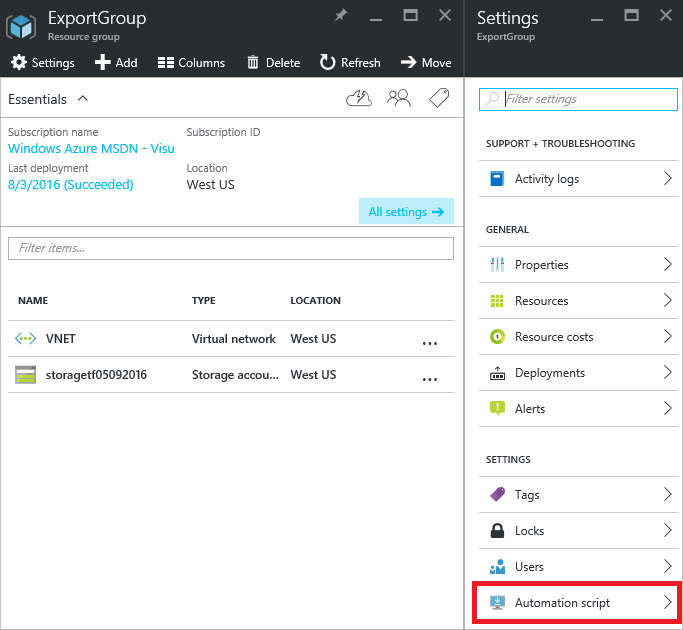 ExportGroup
Resource group
Settings Add Columns Delete Refresh Move
Essentials
Subscription name Subscription ID
Windows Azure MSDN - Visu
Last deployment Location
8/3/2016 (Succeeded) West US
All settings
Filter items...
NAME TYPE LOCATION
VNET Virtual network West US ...
storagetf05092016 Storage accou... West US ...
Settings
ExportGroup
Filter settings
SUPPORT + TROUBLESHOOTING
Activity logs
GENERAL
Properties
Resources
Resource costs
Deployments
Alerts
SETTINGS
Tags
Locks
Users
Automation script